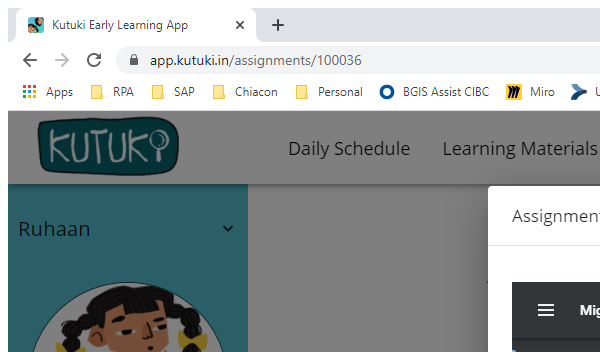 Kutuki Early Learning App
app.kutuki.in/assignments/100036
Apps RPA SAP Chiacon Personal BGIS Assist CIBC Miro
KUTUKI Daily Schedule Learning Materials
Assignment
Ruhaan
Mig